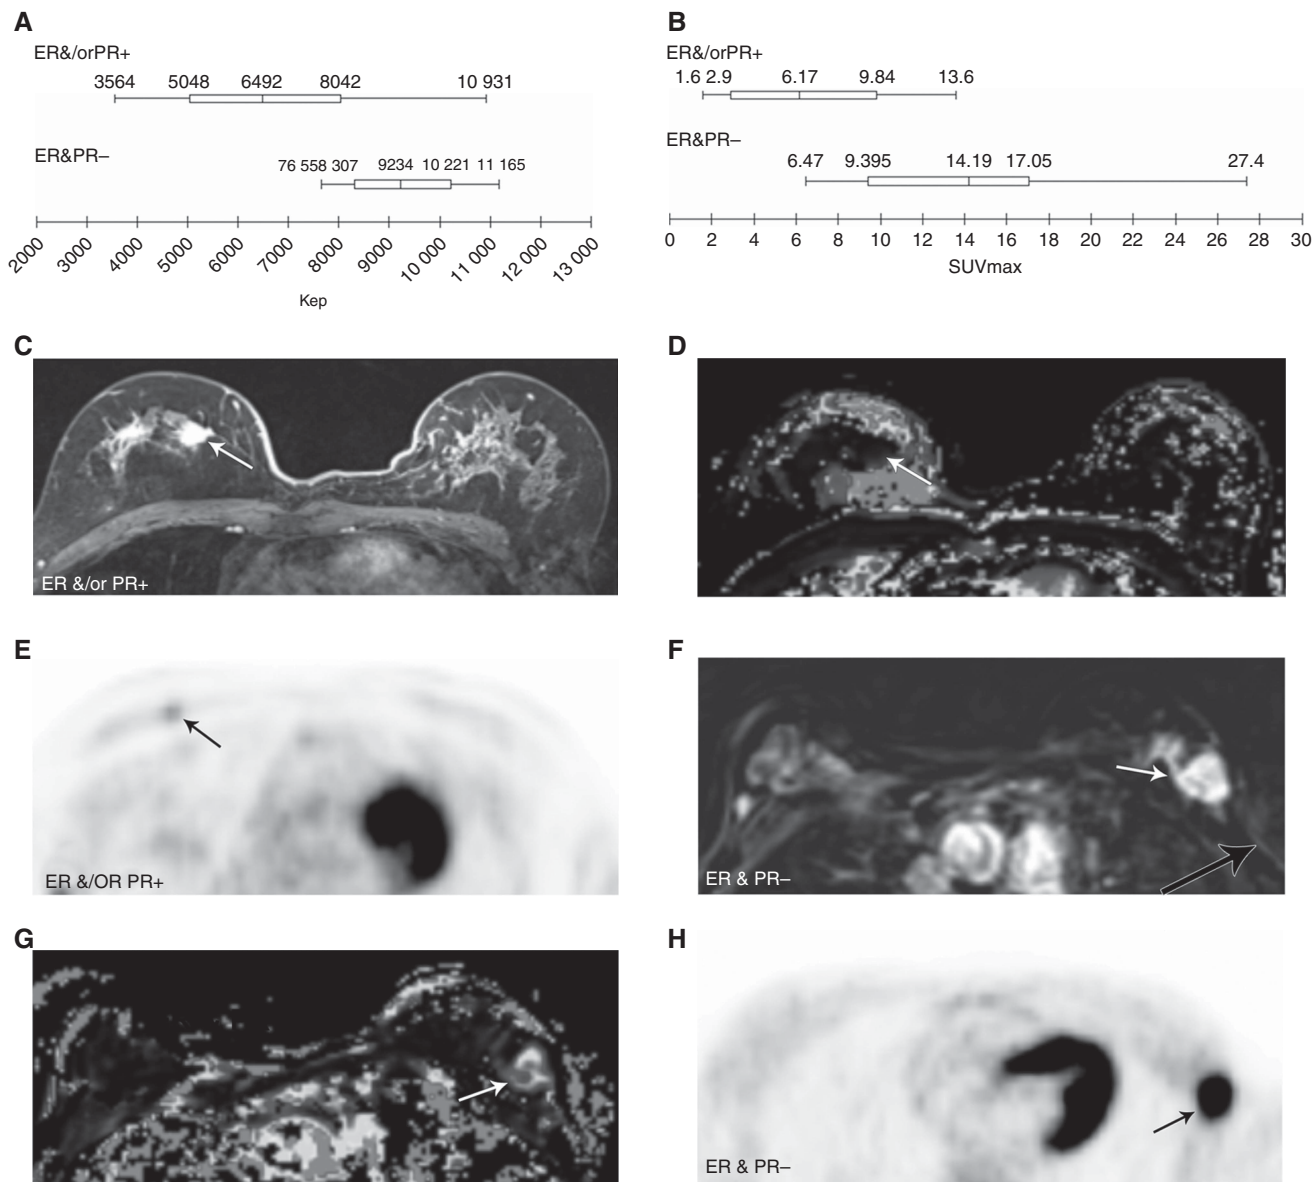 A
ER&/orPR+
3564 5048 6492 8042 10 931
ER&PR–
76 558 307 9234 10 221 11 165
2000 3000 4000 5000 6000 7000 8000 9000 10 000 11 000 12 000 13 000
Kep
B
ER&/orPR+
1.6 2.9 6.17 9.84 13.6
ER&PR–
6.47 9.395 14.19 17.05 27.4
0 2 4 6 8 10 12 14 16 18 20 22 24 26 28 30
SUVmax
C
ER &/or PR+
D
E
ER &/OR PR+
F
ER & PR–
G
H
ER & PR–